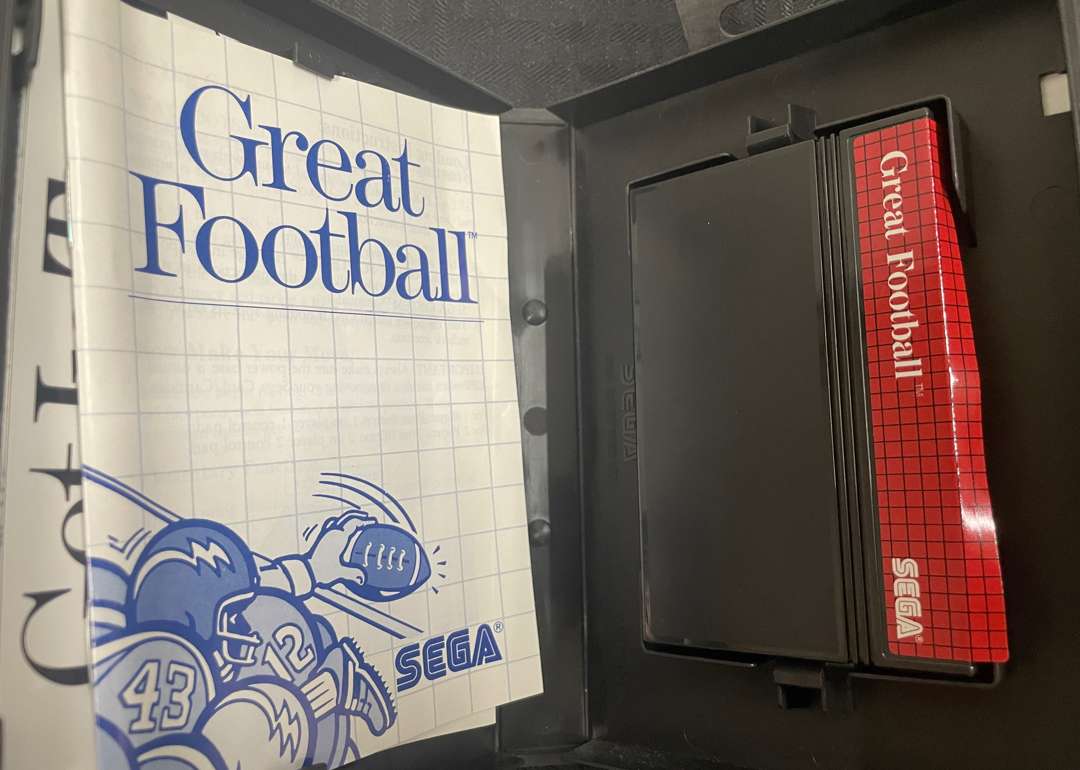 Great
Football™
43
12
SEGA®
Great Football™
SEGA®
SEGA